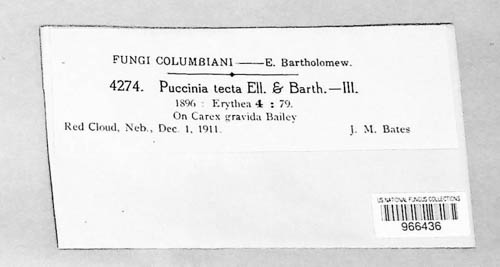 FUNGI COLUMBIANI——E. Bartholomew.
4274. Puccinia tecta Ell. & Barth.—III.
1896 : Erythea 4 : 79.
On Carex gravida Bailey
Red Cloud, Neb., Dec. 1, 1911. J. M. Bates
US NATIONAL FUNGUS COLLECTIONS
966436